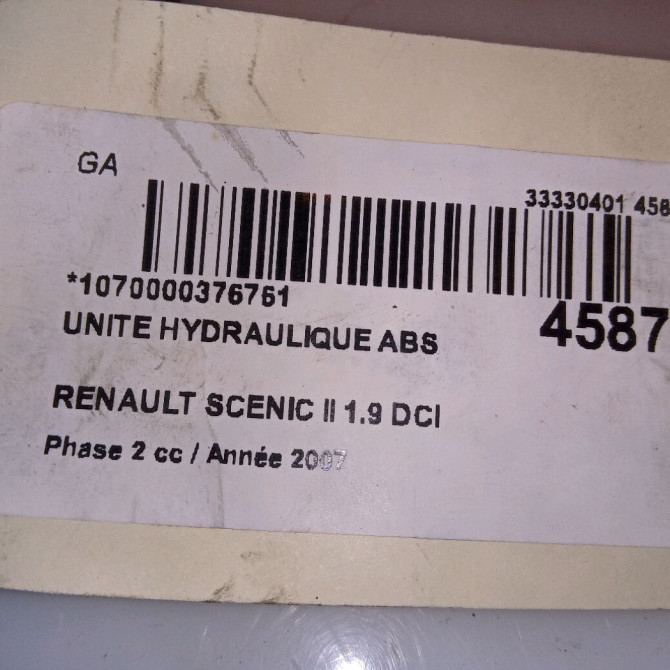 GA
33330401 458
*1070000376761
4587
UNITE HYDRAULIQUE ABS
RENAULT SCENIC II 1.9 DCI
Phase 2 cc / Année 2007